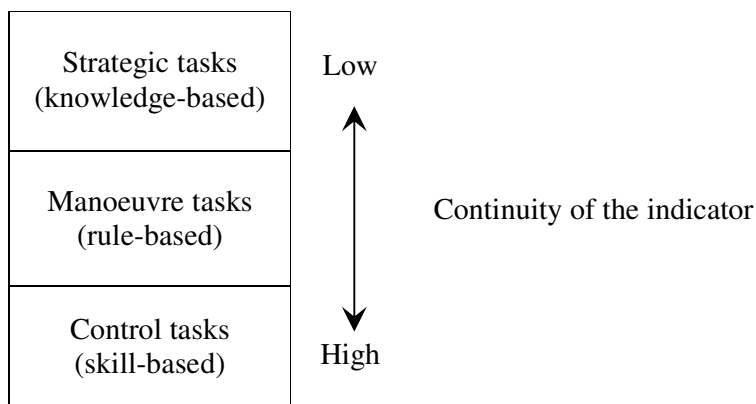 Strategic tasks
(knowledge-based)
Low
Manoeuvre tasks
(rule-based)
Continuity of the indicator
Control tasks
(skill-based)
High